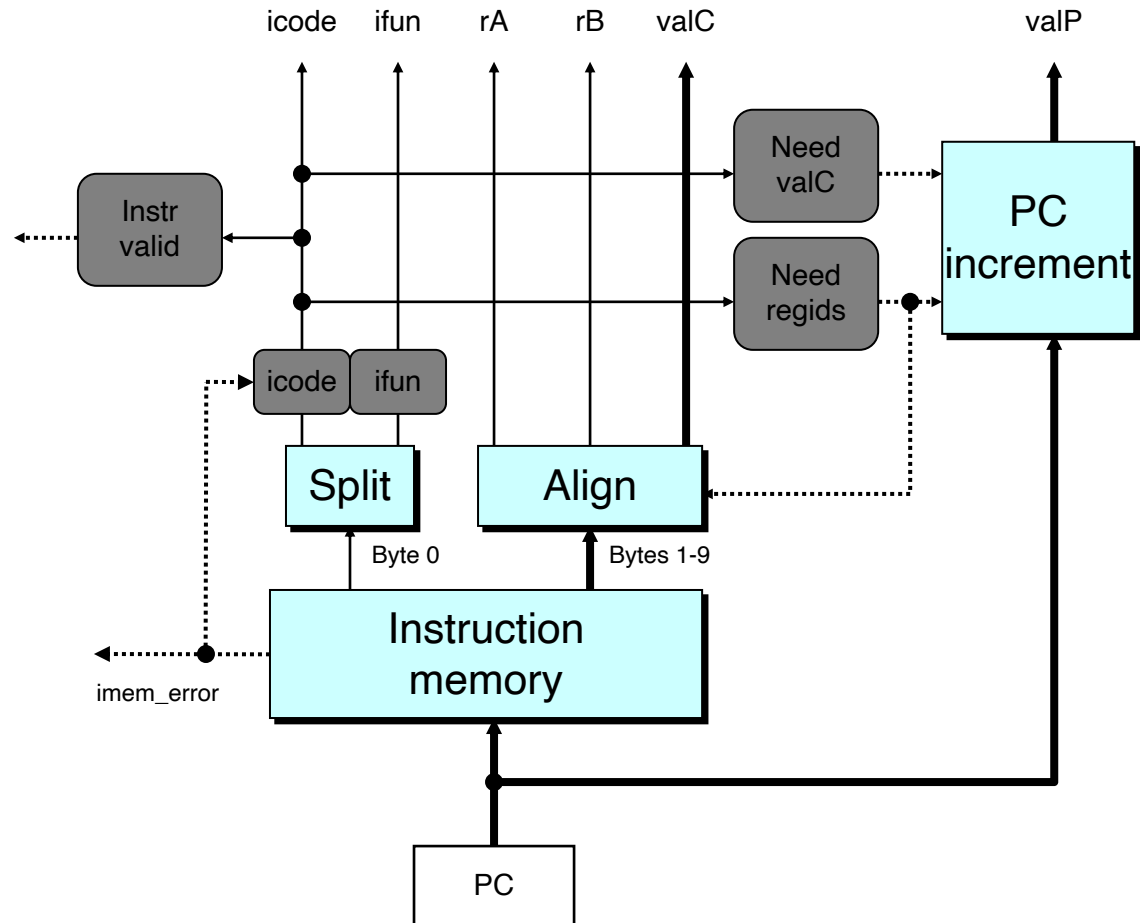 icode ifun rA rB valC valP
Need
valC
Instr
valid
PC
increment
Need
regids
icode ifun
Split
Align
Byte 0
Bytes 1-9
Instruction
memory
imem_error
PC